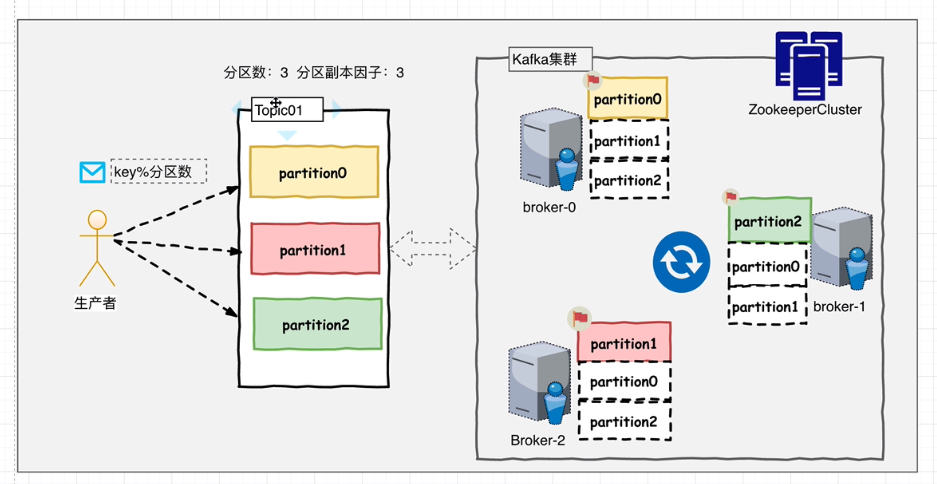 分区数：3 分区副本因子：3
Topic01
key%分区数
partition0
partition1
partition2
生产者
Kafka集群
ZookeeperCluster
partition0
partition1
partition2
broker-0
partition2
partition0
partition1
broker-1
partition1
partition0
partition2
Broker-2